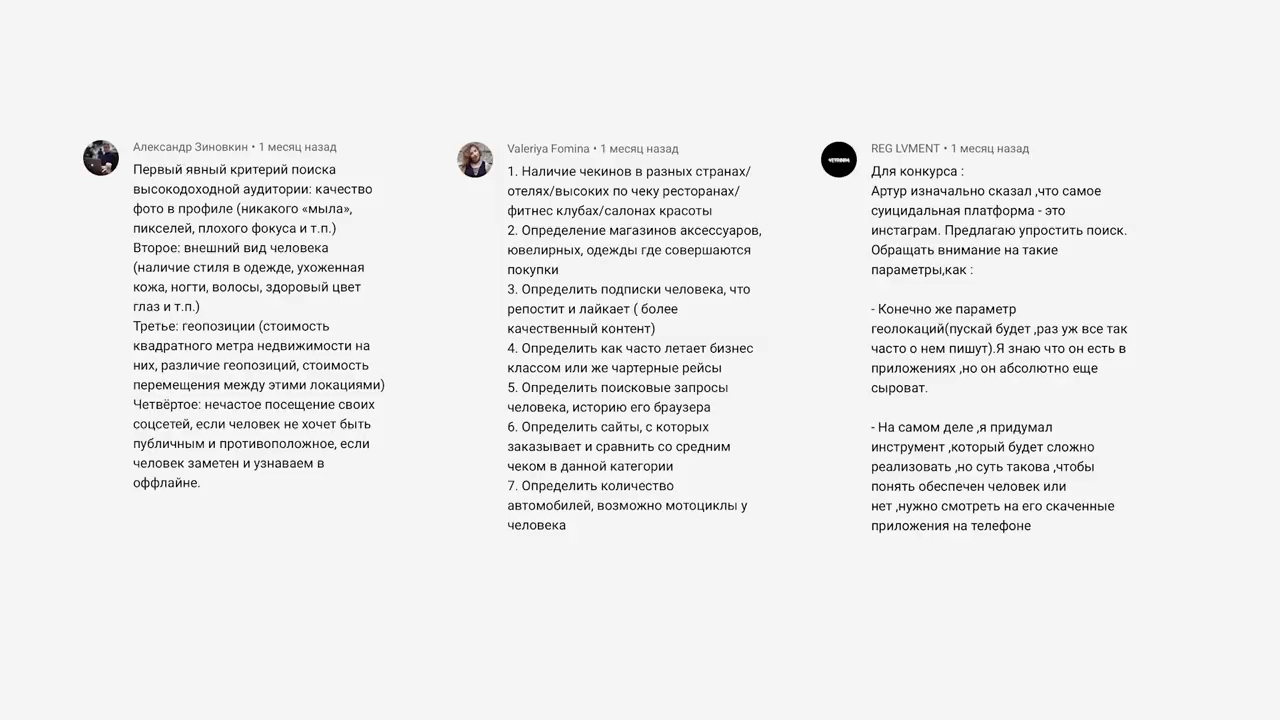 Александр Зиновкин • 1 месяц назад
Первый явный критерий поиска
высокодоходной аудитории: качество
фото в профиле (никакого «мыла»,
пикселей, плохого фокуса и т.п.)
Второе: внешний вид человека
(наличие стиля в одежде, ухоженная
кожа, ногти, волосы, здоровый цвет
глаз и т.п.)
Третье: геопозиции (стоимость
квадратного метра недвижимости на
них, различие геопозиций, стоимость
перемещения между этими локациями)
Четвёртое: нечастое посещение своих
соцсетей, если человек не хочет быть
публичным и противоположное, если
человек заметен и узнаваем в
оффлайне.
Valeriya Fomina • 1 месяц назад
1. Наличие чекинов в разных странах/
отелях/высоких по чеку ресторанах/
фитнес клубах/салонах красоты
2. Определение магазинов аксессуаров,
ювелирных, одежды где совершаются
покупки
3. Определить подписки человека, что
репостит и лайкает ( более
качественный контент)
4. Определить как часто летает бизнес
классом или же чартерные рейсы
5. Определить поисковые запросы
человека, историю его браузера
6. Определить сайты, с которых
заказывает и сравнить со средним
чеком в данной категории
7. Определить количество
автомобилей, возможно мотоциклы у
человека
REG LVMENT • 1 месяц назад
Для конкурса :
Артур изначально сказал ,что самое
суицидальная платформа - это
инстаграм. Предлагаю упростить поиск.
Обращать внимание на такие
параметры,как :
- Конечно же параметр
геолокаций(пускай будет ,раз уж все так
часто о нем пишут).Я знаю что он есть в
приложениях ,но он абсолютно еще
сыроват.
- На самом деле ,я придумал
инструмент ,который будет сложно
реализовать ,но суть такова ,чтобы
понять обеспечен человек или
нет ,нужно смотреть на его скаченные
приложения на телефоне